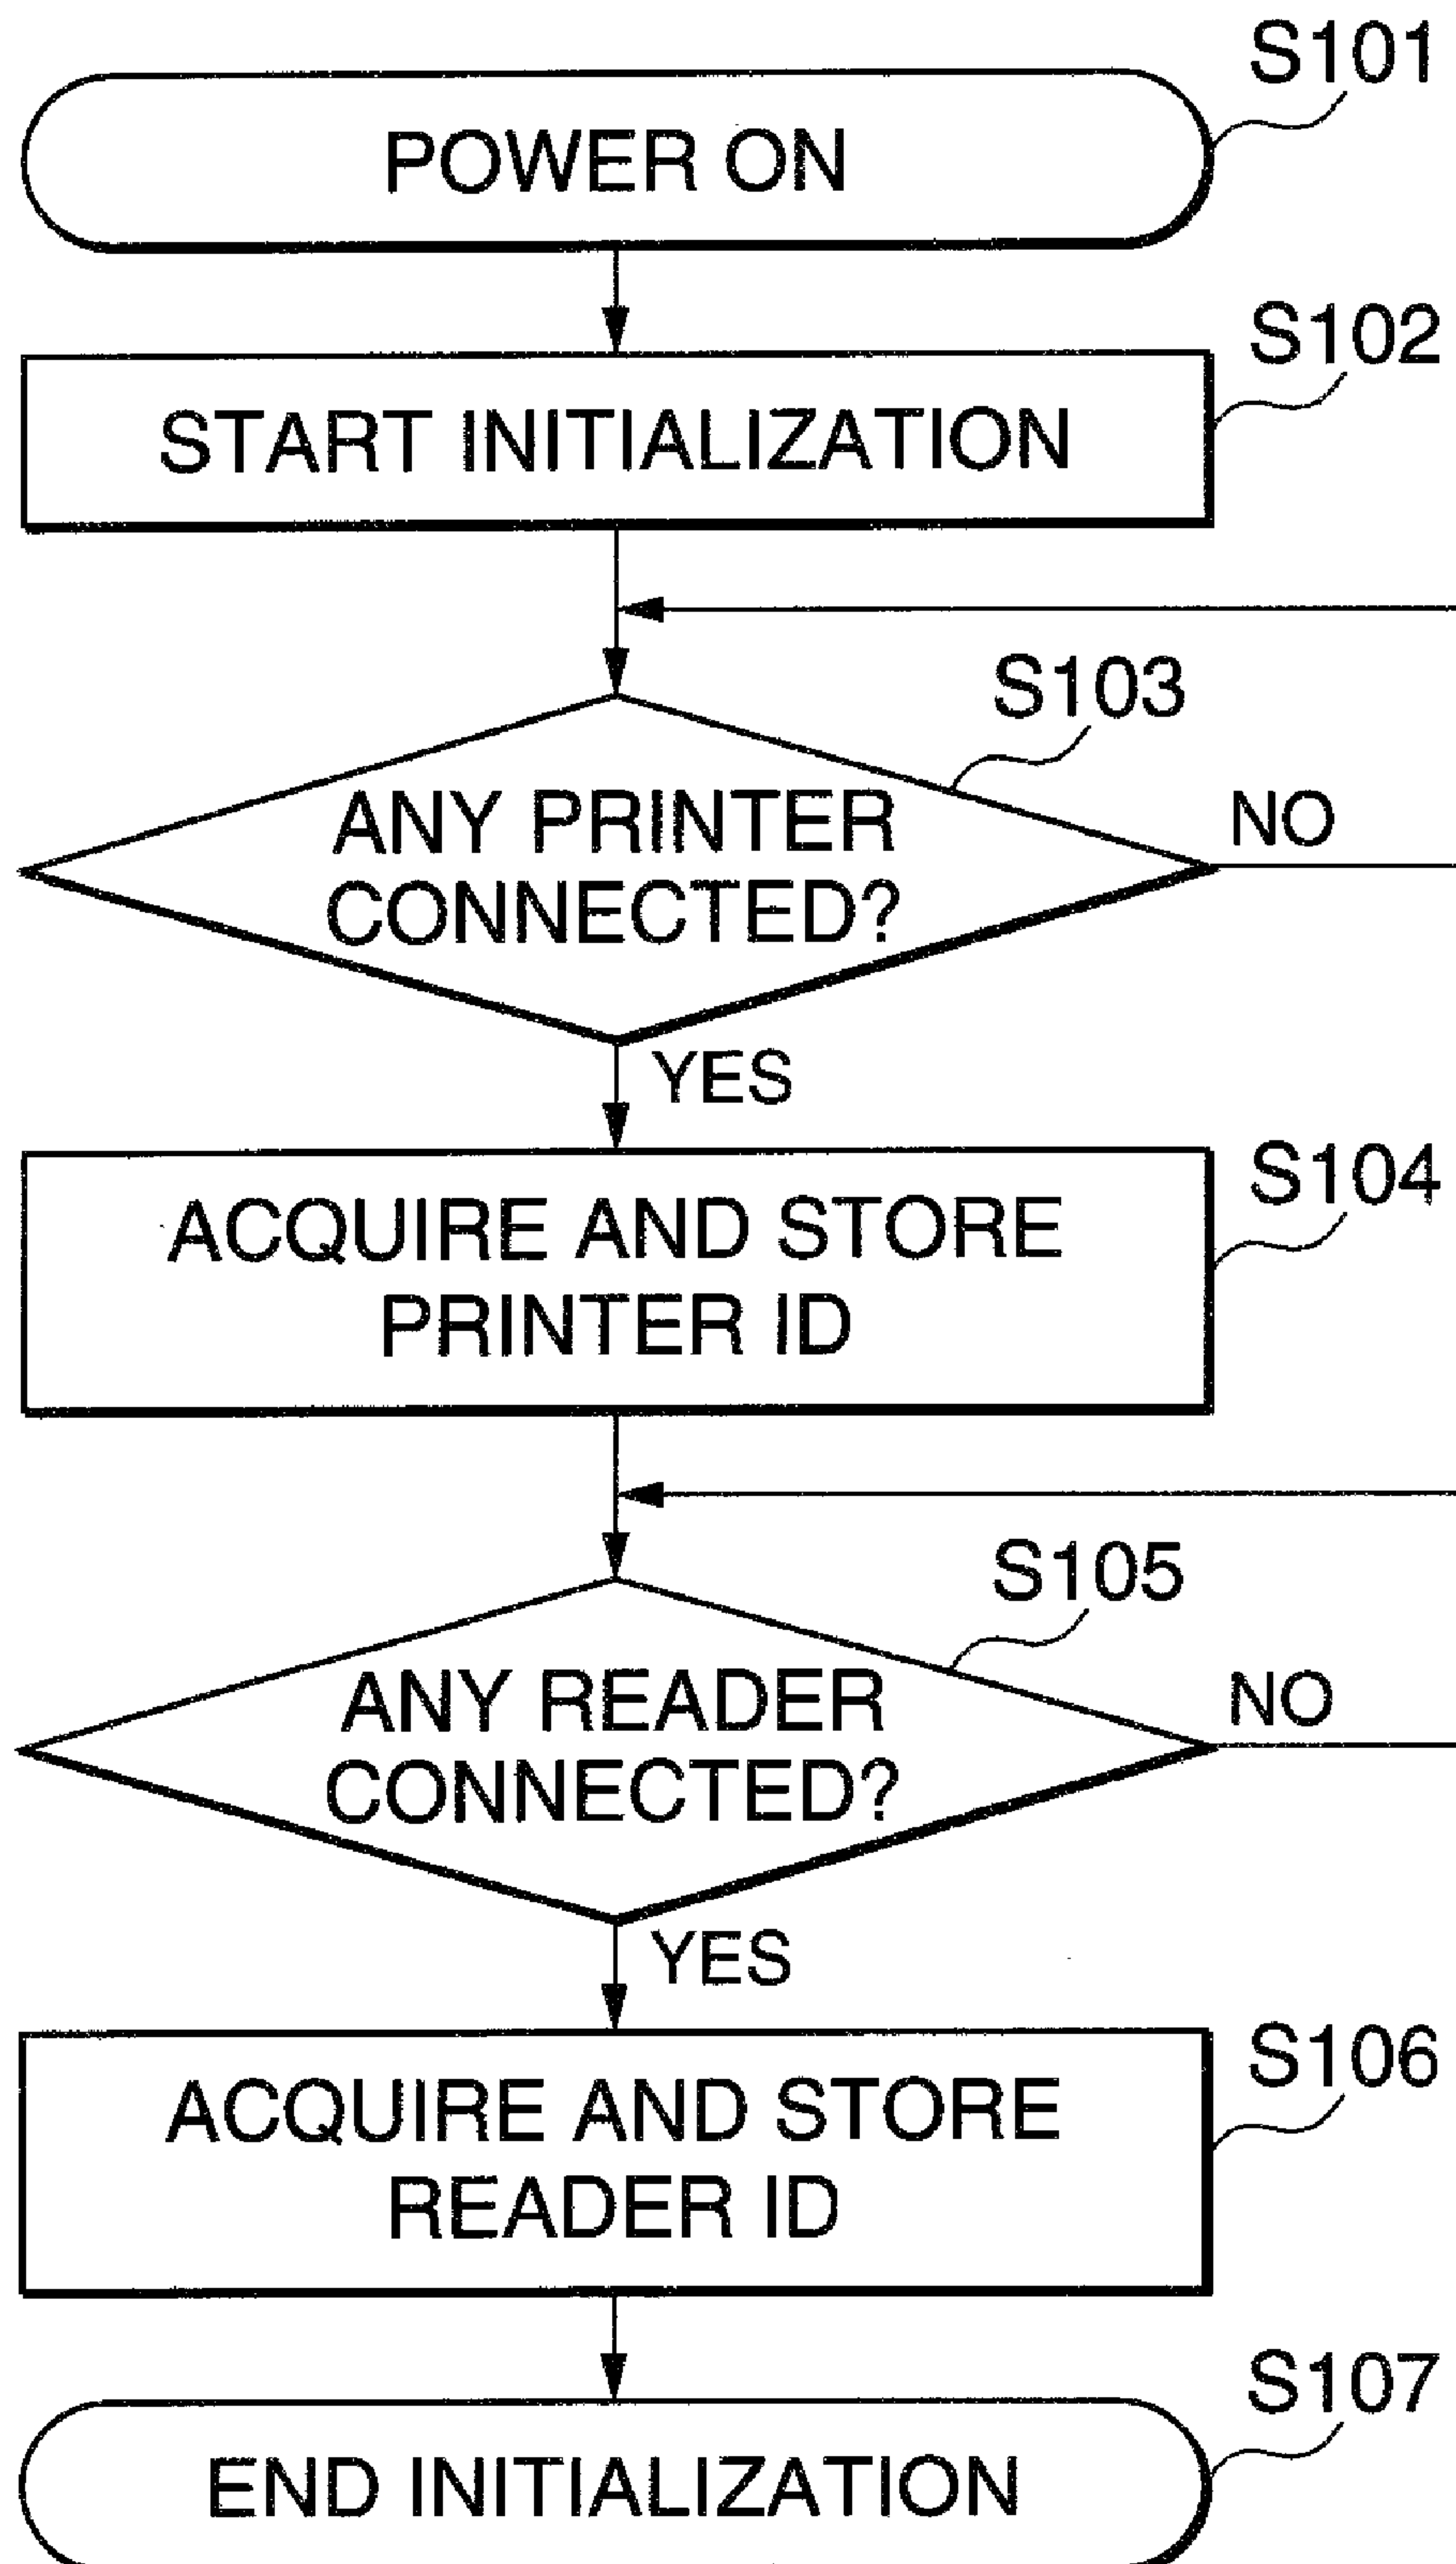 S101
POWER ON
S102
START INITIALIZATION
S103
ANY PRINTER
CONNECTED?
NO
YES
S104
ACQUIRE AND STORE
PRINTER ID
S105
ANY READER
CONNECTED?
NO
YES
S106
ACQUIRE AND STORE
READER ID
S107
END INITIALIZATION